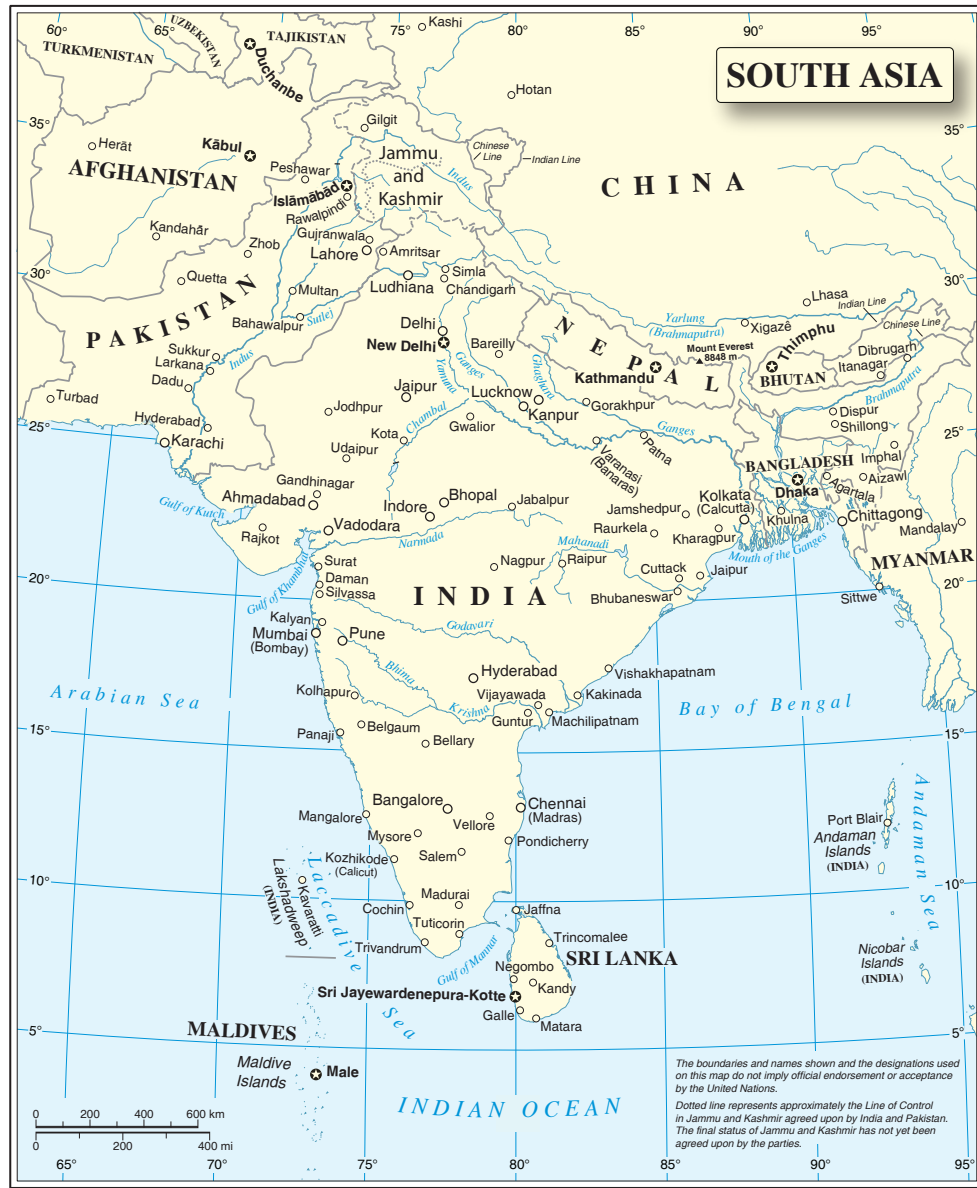 60°
65°
75°
80°
85°
90°
95°
Kashi
UZBEKISTAN
TAJIKISTAN
TURKMENISTAN
Duchanbe
SOUTH ASIA
Hotan
35°
35°
Gilgit
Herāt
Kābul
Chinese
Line
Indian Line
AFGHANISTAN
Peshawar
Jammu
and
Kashmir
Indus
CHINA
Islāmābād
Rawalpindi
Kandahār
Zhob
Gujranwala
Lahore
Amritsar
30°
30°
Quetta
Multan
Ludhiana
Simla
Chandigarh
Lhasa
Indian Line
PAKISTAN
Sutlej
Bahawalpur
Yarlung
(Brahmaputra)
Xigazê
Chinese Line
Delhi
New Delhi
Bareilly
NEPAL
Mount Everest
8848 m
Thimphu
Dibrugarh
Itanagar
Sukkur
Larkana
Dadu
Indus
Ganges
Yamuna
Ghaghara
Kathmandu
BHUTAN
Turbad
Jaipur
Lucknow
Kanpur
Gorakhpur
Brahmaputra
Jodhpur
Chambal
Gwalior
Dispur
Shillong
25°
25°
Hyderabad
Karachi
Kota
Udaipur
Ganges
Varanasi
(Banaras)
Patna
Imphal
BANGLADESH
Gandhinagar
Ahmadabad
Bhopal
Indore
Jabalpur
Jamshedpur
Kolkata
(Calcutta)
Dhaka
Agartala
Aizawl
Gulf of Kutch
Rajkot
Vadodara
Narmada
Mahanadi
Raurkela
Kharagpur
Khulna
Chittagong
Mandalay
Mouth of the Ganges
MYANMAR
Surat
Nagpur
Raipur
Cuttack
Jaipur
20°
20°
Gulf of Khambhat
Daman
Silvassa
INDIA
Bhubaneswar
Sittwe
Kalyan
Mumbai
(Bombay)
Pune
Godavari
Bhima
Hyderabad
Vishakhapatnam
Arabian Sea
Kolhapur
Vijayawada
Kakinada
Bay of Bengal
Krishna
Guntur
Machilipatnam
Panaji
Belgaum
Bellary
15°
15°
Bangalore
Chennai
(Madras)
Mangalore
Vellore
Port Blair
Andaman
Islands
(INDIA)
Andaman Sea
Mysore
Salem
Pondicherry
Kozhikode
(Calicut)
10°
10°
Laccadive Sea
Kavaratti
Lakshadweep
(INDIA)
Madurai
Cochin
Tuticorin
Jaffna
Trivandrum
Gulf of Mannar
Trincomalee
SRI LANKA
Nicobar
Islands
(INDIA)
Negombo
Kandy
Sri Jayewardenepura-Kotte
Galle
Matara
5°
5°
MALDIVES
Maldive
Islands
Male
INDIAN OCEAN
The boundaries and names shown and the designations used
on this map do not imply official endorsement or acceptance
by the United Nations.
Dotted line represents approximately the Line of Control
in Jammu and Kashmir agreed upon by India and Pakistan.
The final status of Jammu and Kashmir has not yet been
agreed upon by the parties.
0 200 400 600 km
0 200 400 mi
65°
70°
75°
80°
85°
90°
95°